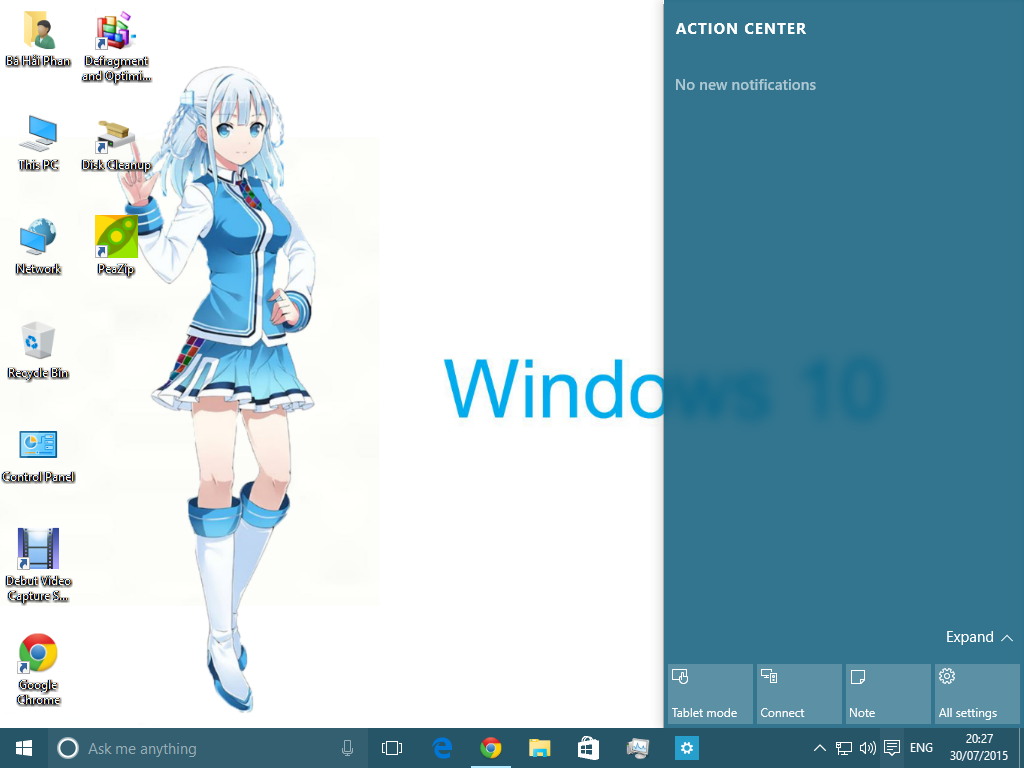 Bá Hải Phan
Defragment
and Optimi...
This PC
Disk Cleanup
Network
PeaZip
Recycle Bin
Control Panel
Debut Video
Capture S...
Google
Chrome
Windows 10
ACTION CENTER
No new notifications
Expand
Tablet mode
Connect
Note
All settings
Ask me anything
ENG
20:27
30/07/2015